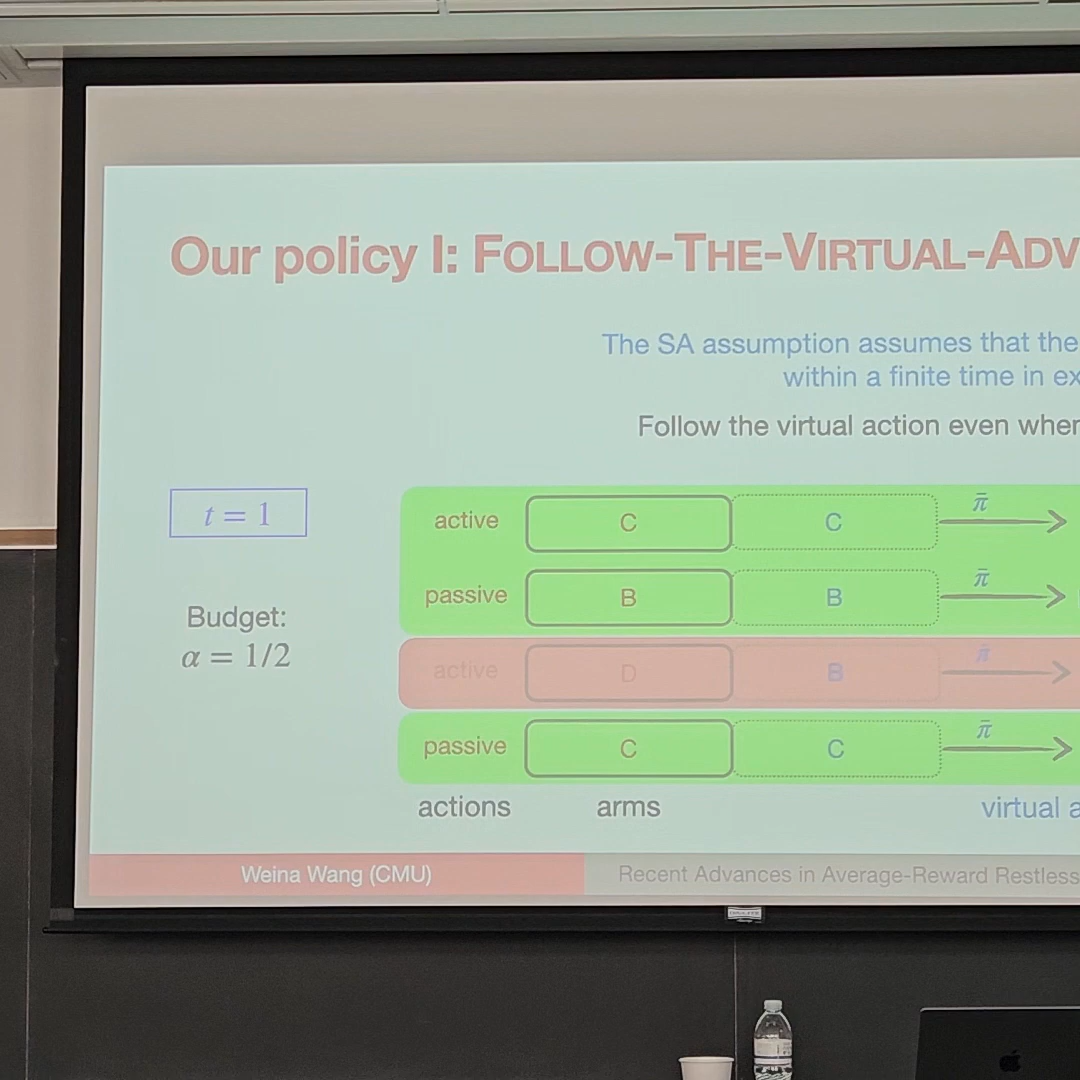 Our policy I: FOLLOW-THE-VIRTUAL-ADV
The SA assumption assumes that the
within a finite time in ex
Follow the virtual action even when
t = 1
Budget:
α = 1/2
active C C π̄
passive B B π̄
active D B π̄
passive C C π̄
actions arms virtual a
Weina Wang (CMU) Recent Advances in Average-Reward Restless